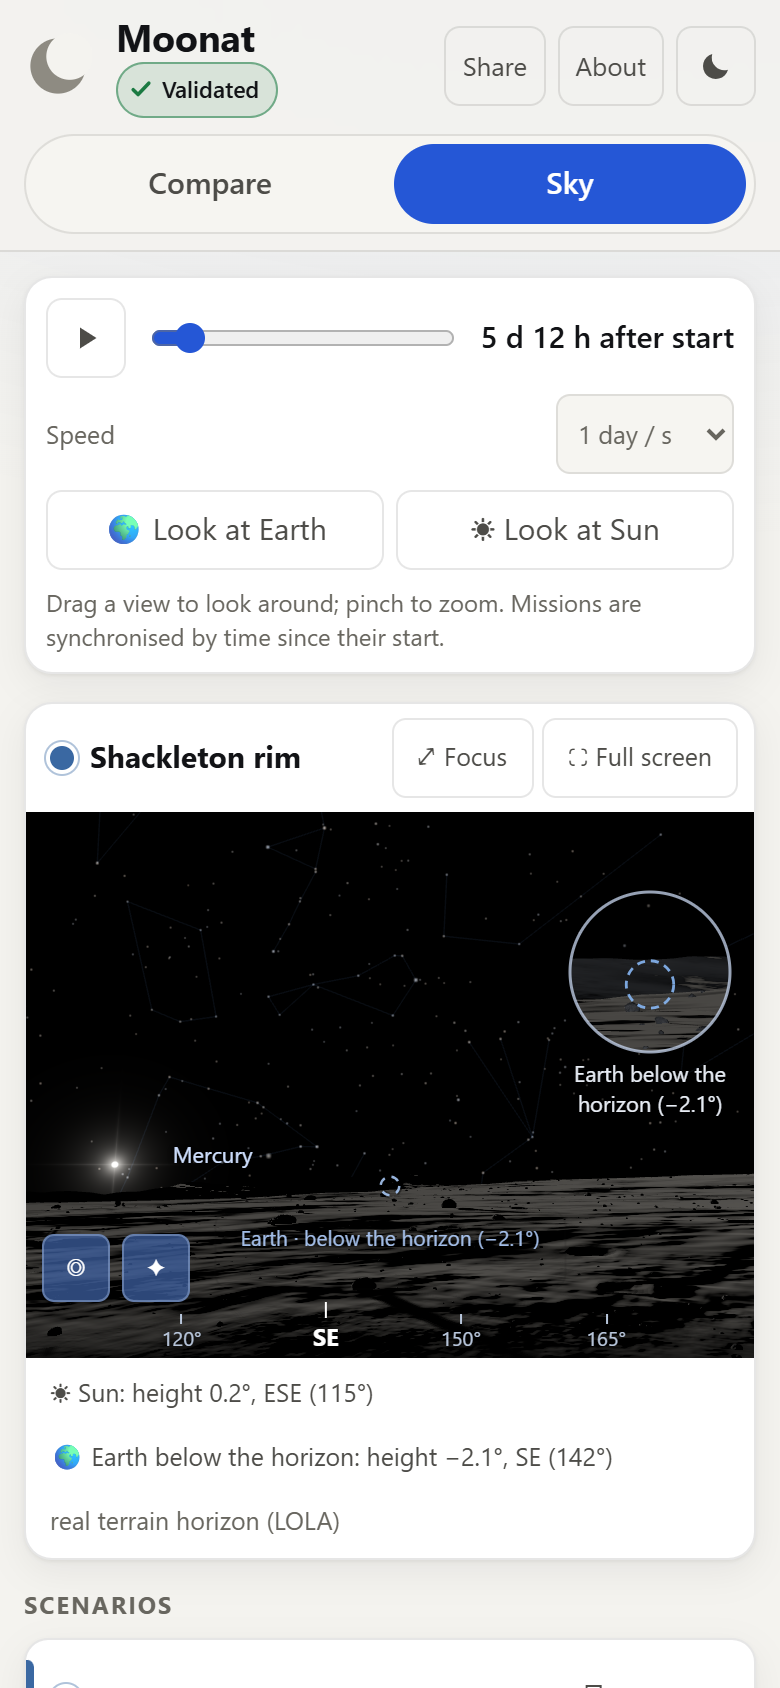 Moonat
Validated
Share
About
Compare
Sky
5 d 12 h after start
Speed
1 day / s
Look at Earth
Look at Sun
Drag a view to look around; pinch to zoom. Missions are
synchronised by time since their start.
Shackleton rim
Focus
Full screen
Earth below the
horizon (−2.1°)
Mercury
Earth · below the horizon (−2.1°)
120°
SE
150°
165°
Sun: height 0.2°, ESE (115°)
Earth below the horizon: height −2.1°, SE (142°)
real terrain horizon (LOLA)
SCENARIOS